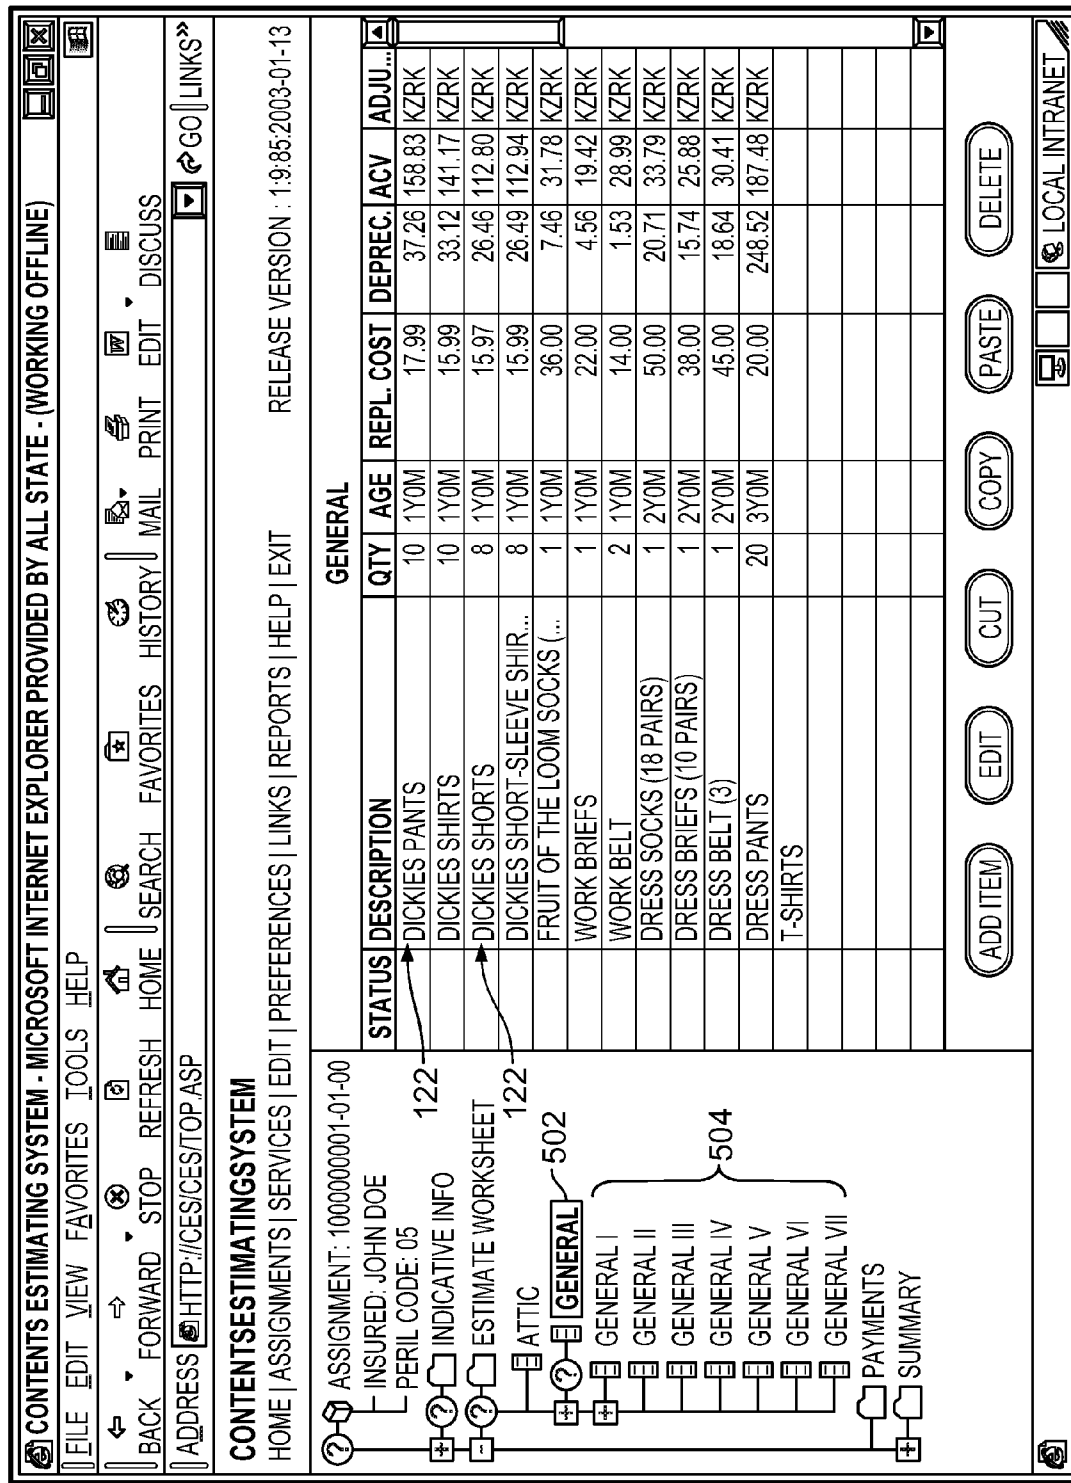 CONTENTS ESTIMATING SYSTEM - MICROSOFT INTERNET EXPLORER PROVIDED BY ALL STATE - (WORKING OFFLINE)
FILE EDIT VIEW FAVORITES TOOLS HELP
BACK FORWARD STOP REFRESH HOME SEARCH FAVORITES HISTORY MAIL PRINT EDIT DISCUSS
ADDRESS HTTP://CES/CES/TOP.ASP GO LINKS»
CONTENTSESTIMATINGSYSTEM
HOME | ASSIGNMENTS | SERVICES | EDIT | PREFERENCES | LINKS | REPORTS | HELP | EXIT RELEASE VERSION : 1:9:85:2003-01-13
ASSIGNMENT: 100000001-01-00
INSURED: JOHN DOE
PERIL CODE: 05
INDICATIVE INFO
ESTIMATE WORKSHEET
ATTIC
GENERAL 502
GENERAL I
GENERAL II
GENERAL III
GENERAL IV
GENERAL V
GENERAL VI
GENERAL VII
504
PAYMENTS
SUMMARY
122
122
GENERAL
STATUS DESCRIPTION QTY AGE REPL. COST DEPREC. ACV ADJU...
DICKIES PANTS 10 1Y0M 17.99 37.26 158.83 KZRK
DICKIES SHIRTS 10 1Y0M 15.99 33.12 141.17 KZRK
DICKIES SHORTS 8 1Y0M 15.97 26.46 112.80 KZRK
DICKIES SHORT-SLEEVE SHIR... 8 1Y0M 15.99 26.49 112.94 KZRK
FRUIT OF THE LOOM SOCKS (... 1 1Y0M 36.00 7.46 31.78 KZRK
WORK BRIEFS 1 1Y0M 22.00 4.56 19.42 KZRK
WORK BELT 2 1Y0M 14.00 1.53 28.99 KZRK
DRESS SOCKS (18 PAIRS) 1 2Y0M 50.00 20.71 33.79 KZRK
DRESS BRIEFS (10 PAIRS) 1 2Y0M 38.00 15.74 25.88 KZRK
DRESS BELT (3) 1 2Y0M 45.00 18.64 30.41 KZRK
DRESS PANTS 20 3Y0M 20.00 248.52 187.48 KZRK
T-SHIRTS
ADD ITEM EDIT CUT COPY PASTE DELETE
LOCAL INTRANET